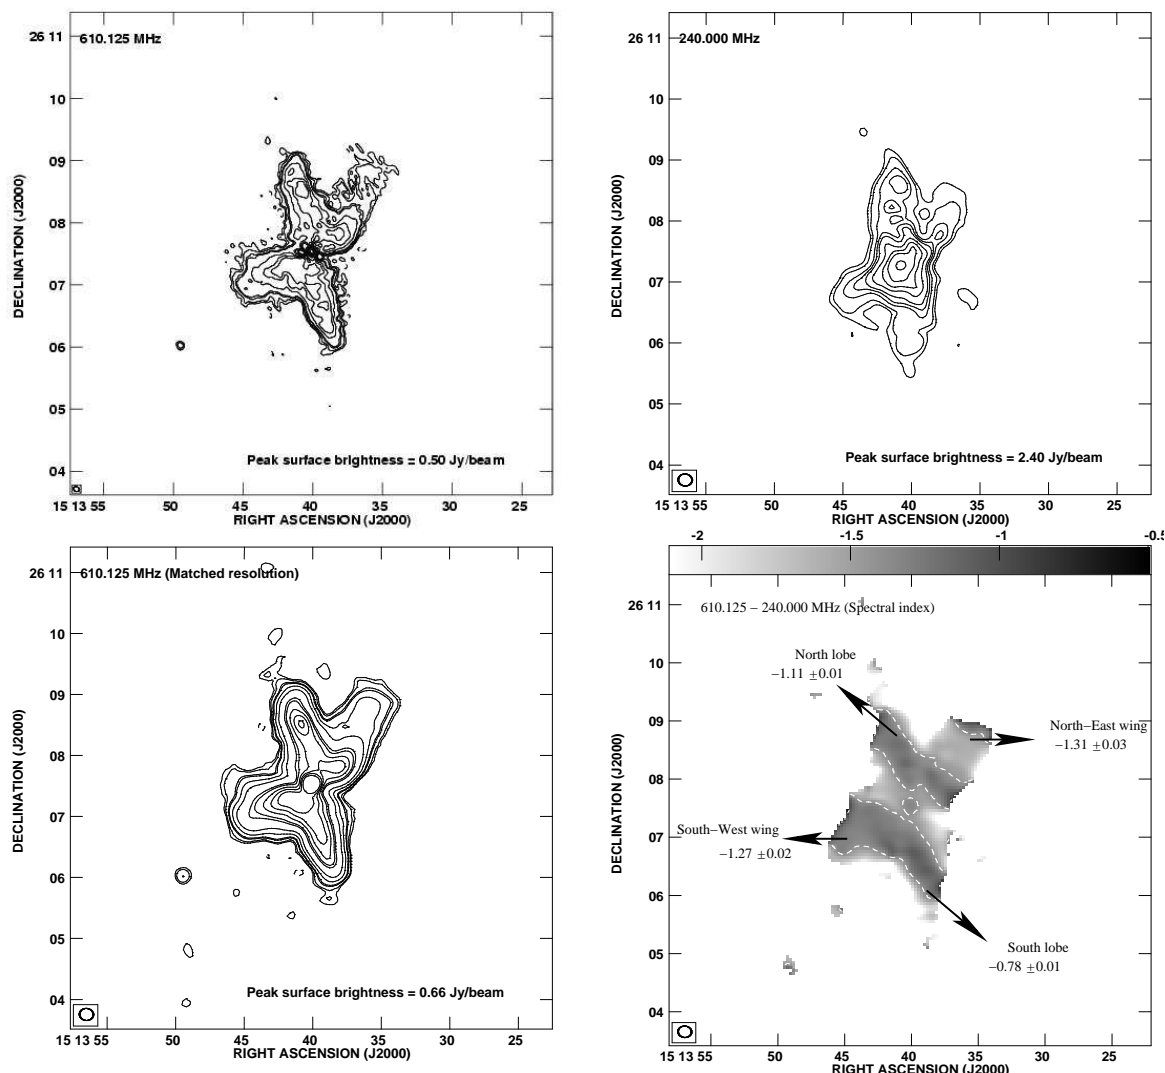 610.125 MHz
26 11
10
09
08
07
06
05
04
DECLINATION (J2000)
Peak surface brightness = 0.50 Jy/beam
15 13 55
50
45
40
35
30
25
RIGHT ASCENSION (J2000)
240.000 MHz
26 11
10
09
08
07
06
05
04
DECLINATION (J2000)
Peak surface brightness = 2.40 Jy/beam
15 13 55
50
45
40
35
30
25
RIGHT ASCENSION (J2000)
610.125 MHz (Matched resolution)
26 11
10
09
08
07
06
05
04
DECLINATION (J2000)
Peak surface brightness = 0.66 Jy/beam
15 13 55
50
45
40
35
30
25
RIGHT ASCENSION (J2000)
-2
-1.5
-1
-0.5
610.125 − 240.000 MHz (Spectral index)
26 11
10
09
08
07
06
05
04
DECLINATION (J2000)
North lobe
−1.11 ±0.01
North−East wing
−1.31 ±0.03
South−West wing
−1.27 ±0.02
South lobe
−0.78 ±0.01
15 13 55
50
45
40
35
30
25
RIGHT ASCENSION (J2000)